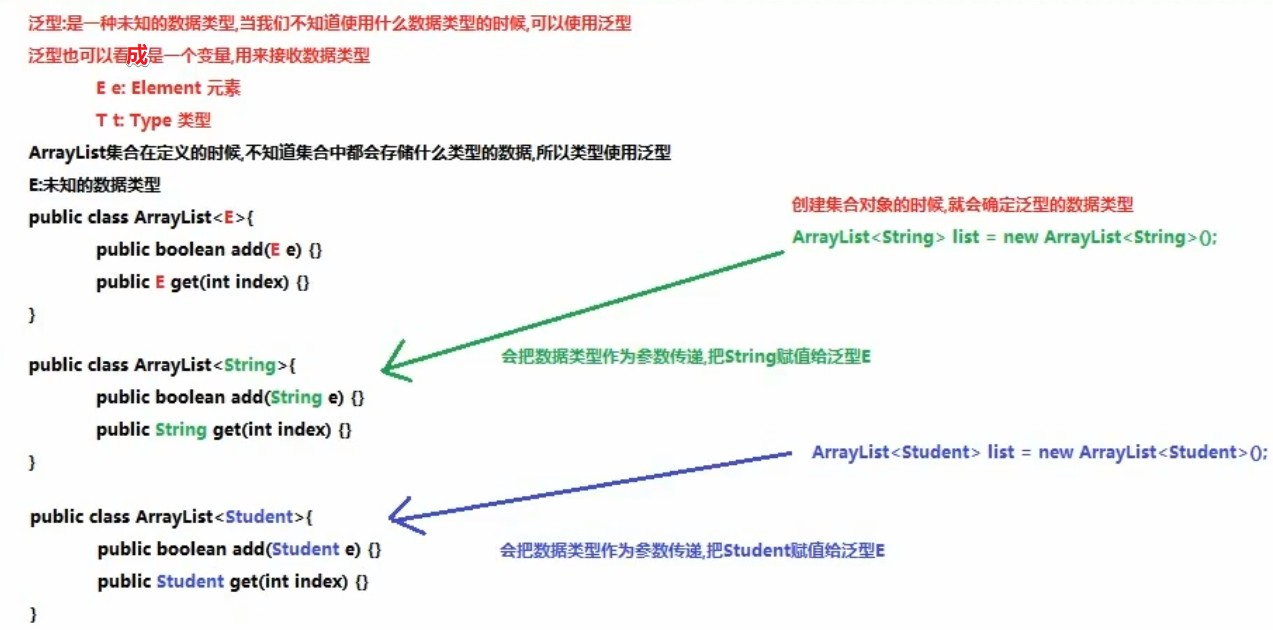 泛型:是一种未知的数据类型,当我们不知道使用什么数据类型的时候,可以使用泛型
泛型也可以看成是一个变量,用来接收数据类型
E e: Element 元素
T t: Type 类型
ArrayList集合在定义的时候,不知道集合中都会存储什么类型的数据,所以类型使用泛型
E:未知的数据类型
public class ArrayList<E>{
public boolean add(E e) {}
public E get(int index) {}
}
创建集合对象的时候,就会确定泛型的数据类型
ArrayList<String> list = new ArrayList<String>();
会把数据类型作为参数传递,把String赋值给泛型E
public class ArrayList<String>{
public boolean add(String e) {}
public String get(int index) {}
}
ArrayList<Student> list = new ArrayList<Student>();
会把数据类型作为参数传递,把Student赋值给泛型E
public class ArrayList<Student>{
public boolean add(Student e) {}
public Student get(int index) {}
}